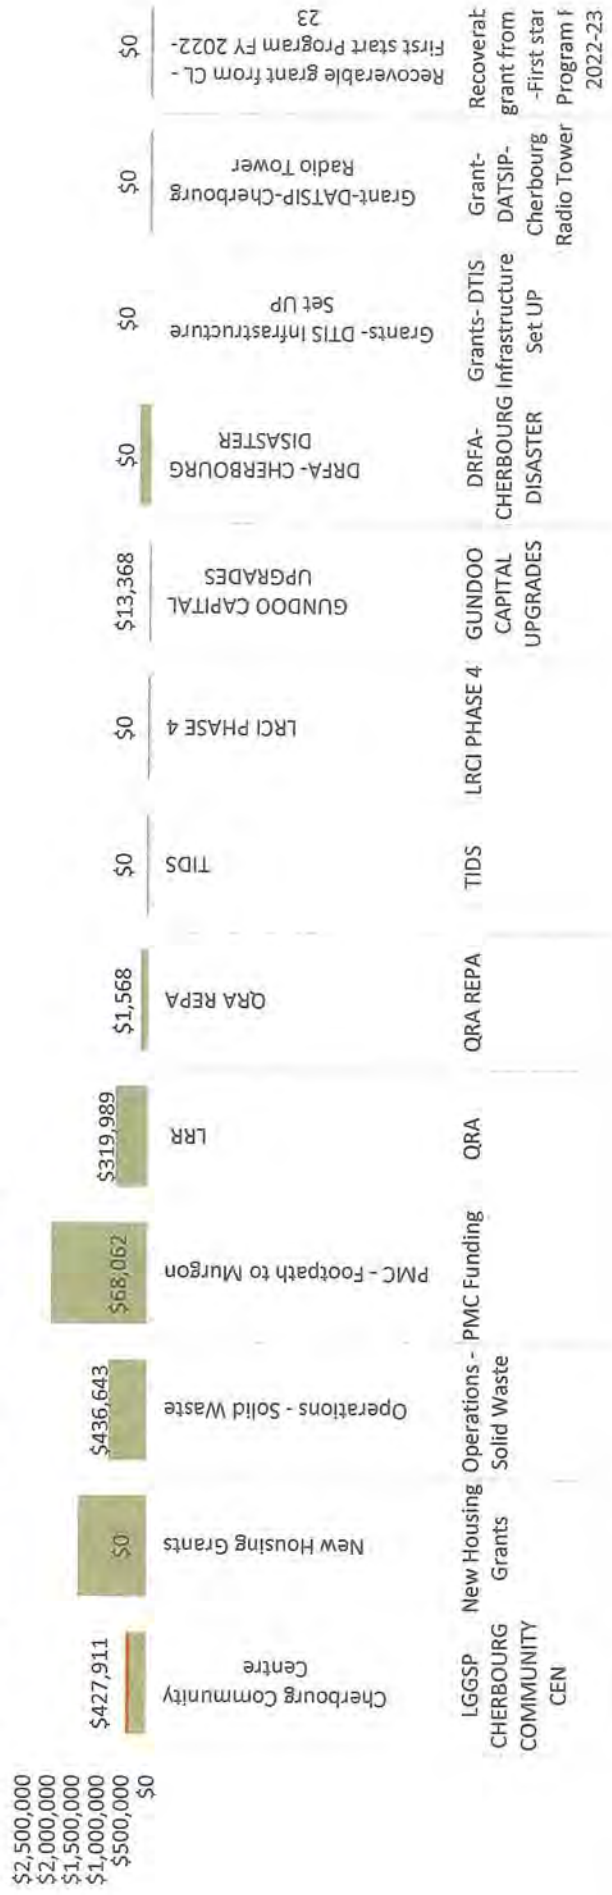 $2,500,000
$2,000,000
$1,500,000
$1,000,000
$500,000
$0
$427,911
$0
$436,643
$68,062
$319,989
$1,568
$0
$0
$13,368
$0
$0
$0
$0
Cherbourg Community
Centre
New Housing Grants
Operations - Solid Waste
PMC - Footpath to Murgon
LRR
QRA REPA
TIDS
LRCI PHASE 4
GUNDOO CAPITAL
UPGRADES
DRFA- CHERBOURG
DISASTER
Grants- DTIS Infrastructure
Set UP
Grant-DATSIP-Cherbourg
Radio Tower
Recoverable grant from CL -
First start Program FY 2022-
23
LGGSP
CHERBOURG
COMMUNITY
CEN
New Housing
Grants
Operations -
Solid Waste
PMC Funding
QRA
QRA REPA
TIDS
LRCI PHASE 4
GUNDOO
CAPITAL
UPGRADES
DRFA-
CHERBOURG
DISASTER
Grants- DTIS
Infrastructure
Set UP
Grant-
DATSIP-
Cherbourg
Radio Tower
grant from
-First
Program
2022-23